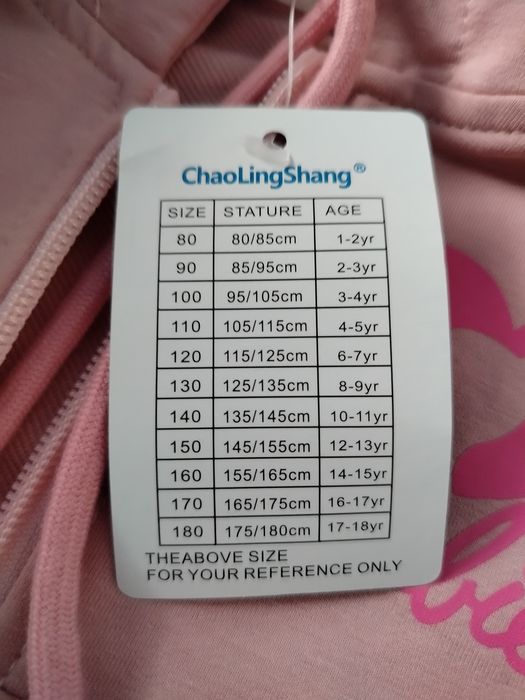 ChaoLingShang®
SIZE STATURE AGE
80 80/85cm 1-2yr
90 85/95cm 2-3yr
100 95/105cm 3-4yr
110 105/115cm 4-5yr
120 115/125cm 6-7yr
130 125/135cm 8-9yr
140 135/145cm 10-11yr
150 145/155cm 12-13yr
160 155/165cm 14-15yr
170 165/175cm 16-17yr
180 175/180cm 17-18yr
THEABOVE SIZE
FOR YOUR REFERENCE ONLY